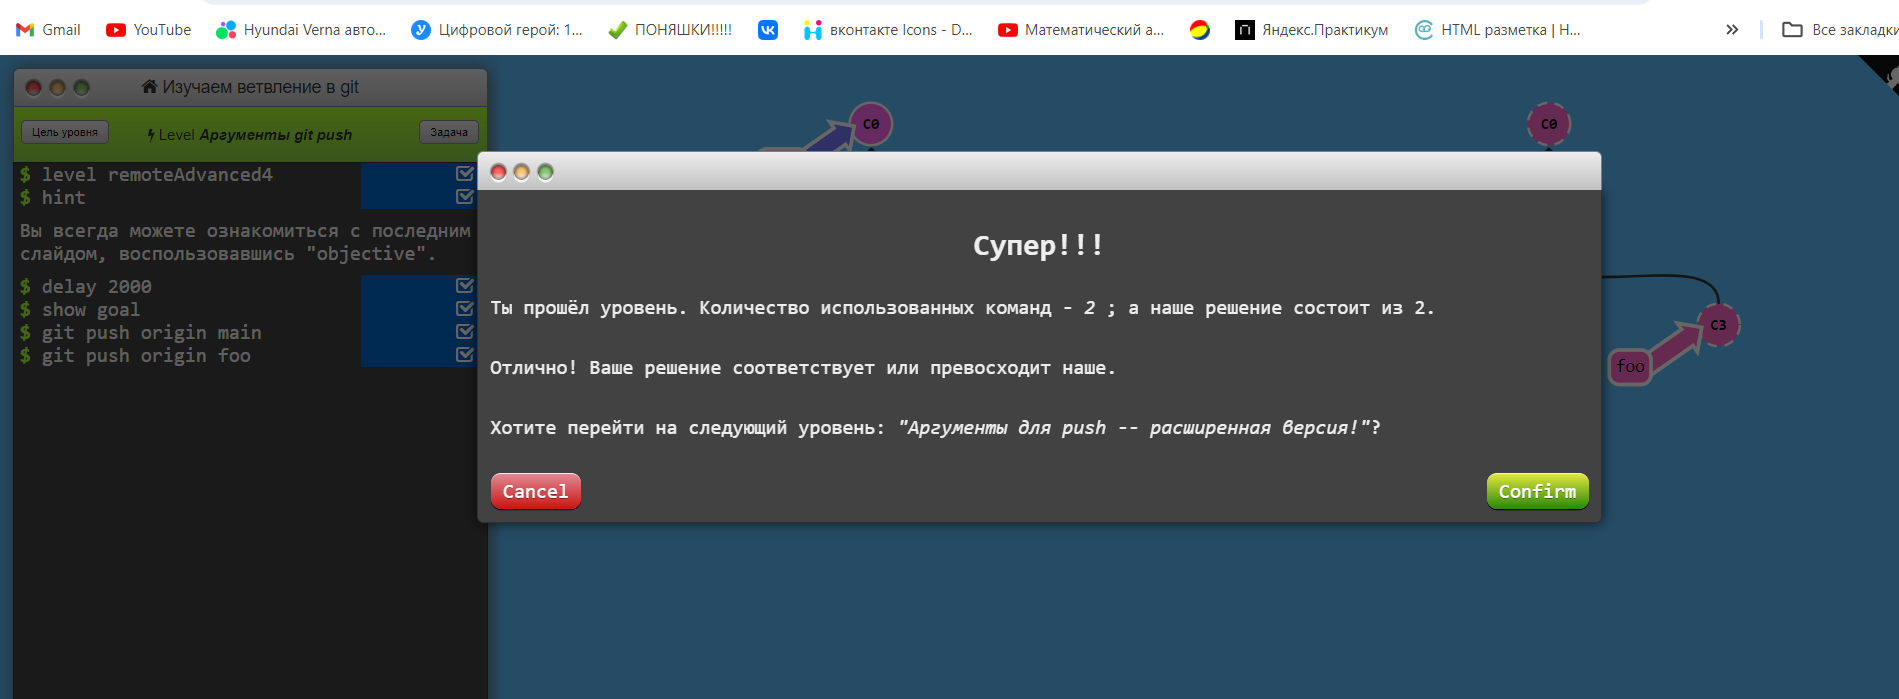 Gmail YouTube Hyundai Verna авто... Цифровой герой: 1... ПОНЯШКИ!!!!! вконтакте Icons - D... Математический а... Яндекс.Практикум HTML разметка | Н... » Все закладки
Изучаем ветвление в git
Цель уровня Level Аргументы git push Задача
$ level remoteAdvanced4
$ hint
Вы всегда можете ознакомиться с последним
слайдом, воспользовавшись "objective".
$ delay 2000
$ show goal
$ git push origin main
$ git push origin foo
C0
C0
Супер!!!
Ты прошёл уровень. Количество использованных команд - 2 ; а наше решение состоит из 2.
Отлично! Ваше решение соответствует или превосходит наше.
Хотите перейти на следующий уровень: "Аргументы для push -- расширенная версия!"?
Cancel Confirm
C3
foo